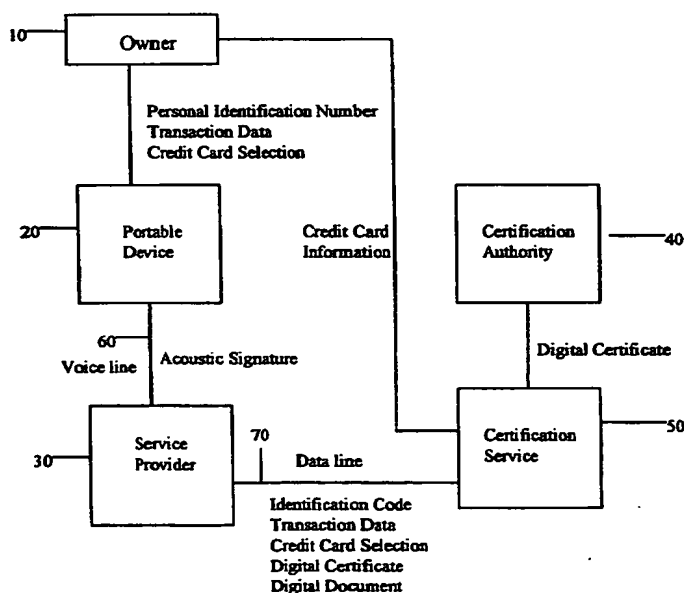 10
Owner
Personal Identification Number
Transaction Data
Credit Card Selection
20
Portable
Device
Credit Card
Information
Certification
Authority
40
60
Voice line
Acoustic Signature
Digital Certificate
30
Service
Provider
70
Data line
Certification
Service
50
Identification Code
Transaction Data
Credit Card Selection
Digital Certificate
Digital Document